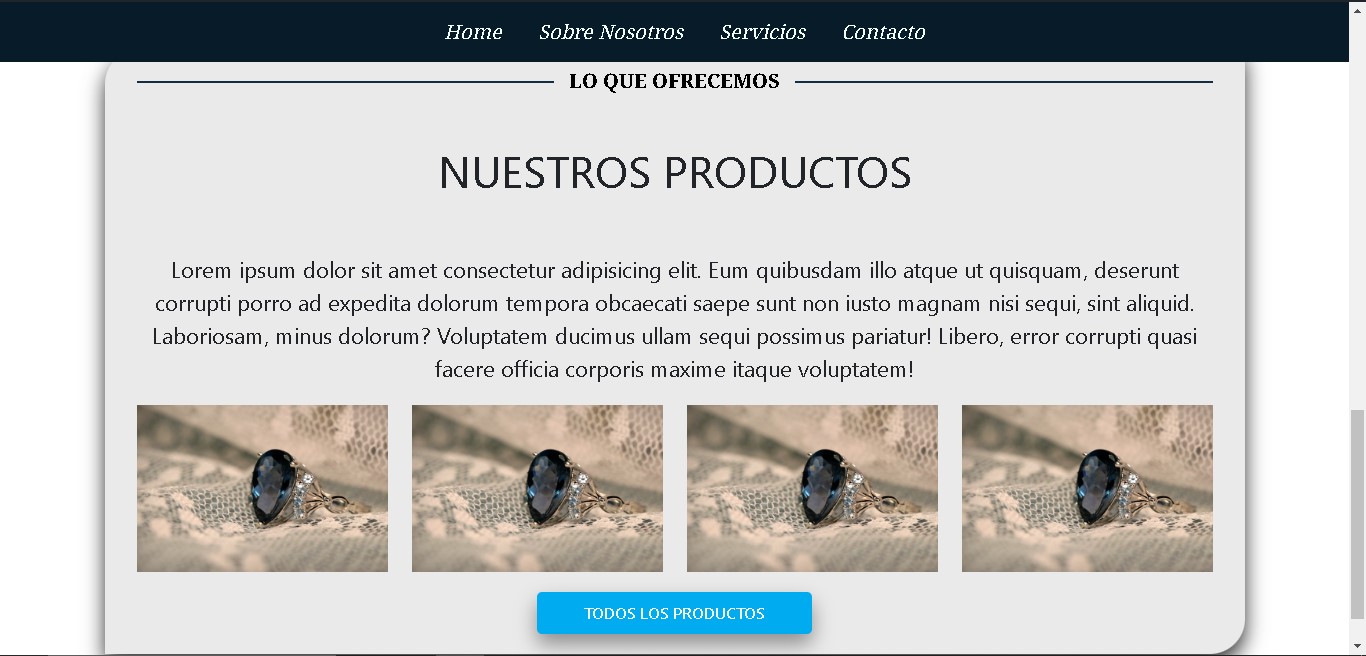 Home Sobre Nosotros Servicios Contacto
LO QUE OFRECEMOS
NUESTROS PRODUCTOS
Lorem ipsum dolor sit amet consectetur adipisicing elit. Eum quibusdam illo atque ut quisquam, deserunt
corrupti porro ad expedita dolorum tempora obcaecati saepe sunt non iusto magnam nisi sequi, sint aliquid.
Laboriosam, minus dolorum? Voluptatem ducimus ullam sequi possimus pariatur! Libero, error corrupti quasi
facere officia corporis maxime itaque voluptatem!
TODOS LOS PRODUCTOS